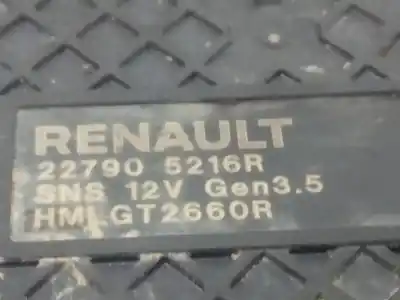 RENAULT
22790 5216R
SNS 12V Gen3.5
HMLGT2660R